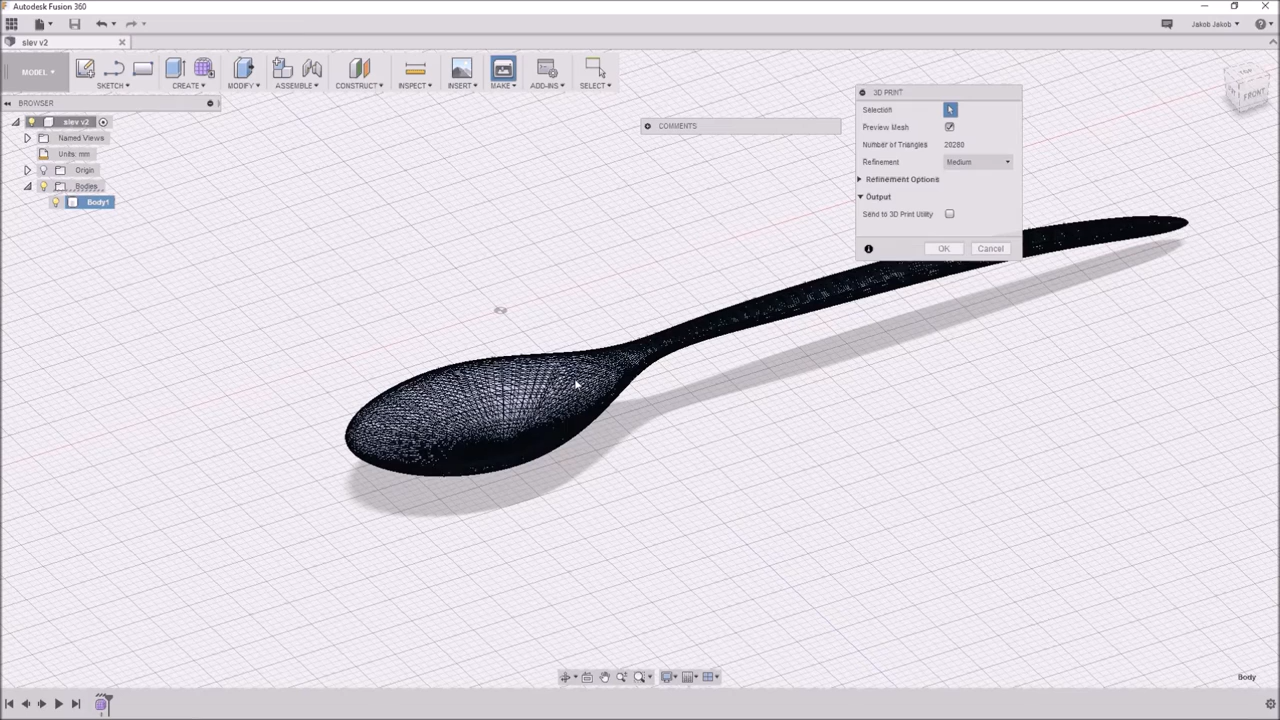 Autodesk Fusion 360
Jakob Jakob
slev v2
MODEL
SKETCH
CREATE
MODIFY
ASSEMBLE
CONSTRUCT
INSPECT
INSERT
MAKE
ADD-INS
SELECT
BROWSER
slev v2
Named Views
Units: mm
Origin
Bodies
Body1
COMMENTS
3D PRINT
Selection
Preview Mesh
Number of Triangles 20280
Refinement Medium
Refinement Options
Output
Send to 3D Print Utility
OK Cancel
FRONT
Body